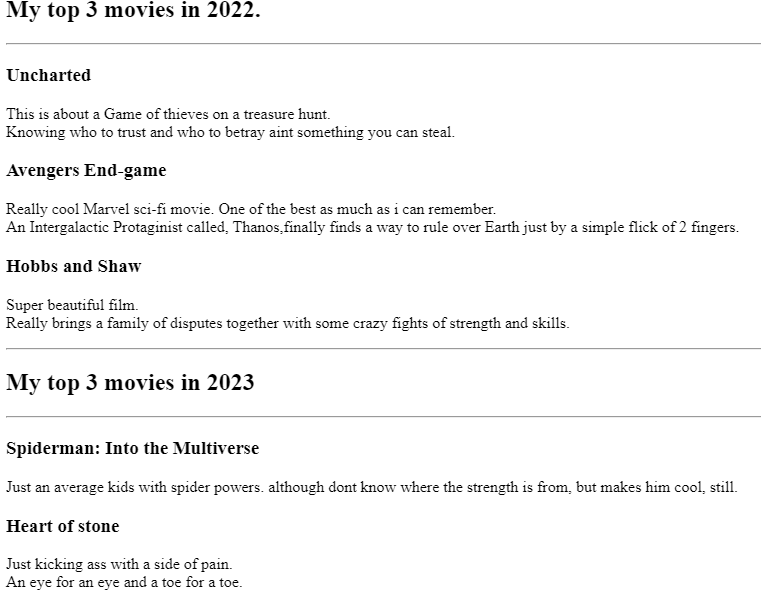 My top 3 movies in 2022.
Uncharted
This is about a Game of thieves on a treasure hunt.
Knowing who to trust and who to betray aint something you can steal.
Avengers End-game
Really cool Marvel sci-fi movie. One of the best as much as i can remember.
An Intergalactic Protaginist called, Thanos,finally finds a way to rule over Earth just by a simple flick of 2 fingers.
Hobbs and Shaw
Super beautiful film.
Really brings a family of disputes together with some crazy fights of strength and skills.
My top 3 movies in 2023
Spiderman: Into the Multiverse
Just an average kids with spider powers. although dont know where the strength is from, but makes him cool, still.
Heart of stone
Just kicking ass with a side of pain.
An eye for an eye and a toe for a toe.